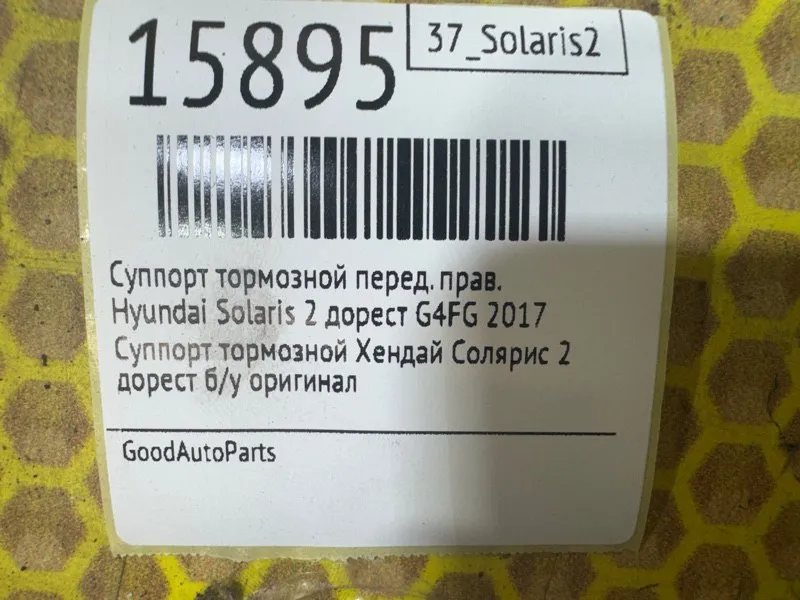 15895
37_Solaris2
Суппорт тормозной перед. прав.
Hyundai Solaris 2 дорест G4FG 2017
Суппорт тормозной Хендай Солярис 2
дорест б/у оригинал
GoodAutoParts